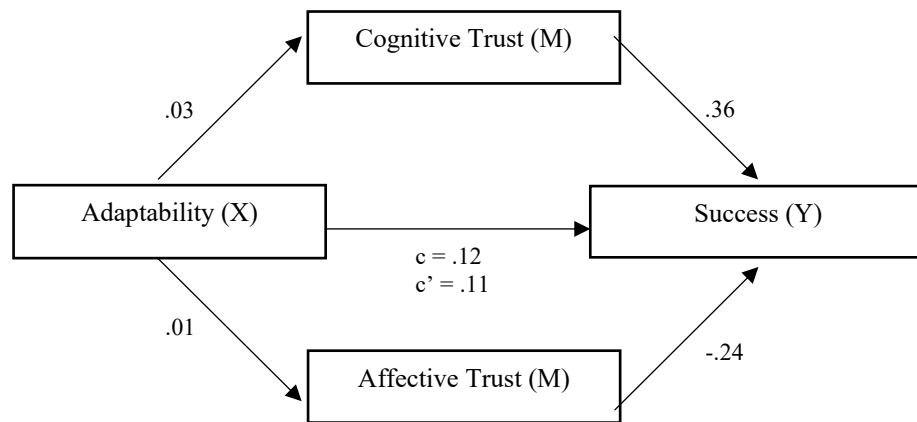 Cognitive Trust (M)
.03
.36
Adaptability (X)
Success (Y)
c = .12
c’ = .11
.01
-.24
Affective Trust (M)